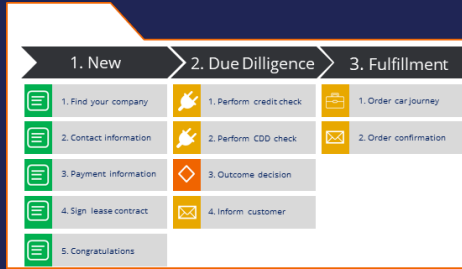 1. New
2. Due Dilligence
3. Fulfillment
1. Find your company
2. Contact information
3. Payment information
4. Sign lease contract
5. Congratulations
1. Perform credit check
2. Perform CDD check
3. Outcome decision
4. Inform customer
1. Order car journey
2. Order confirmation